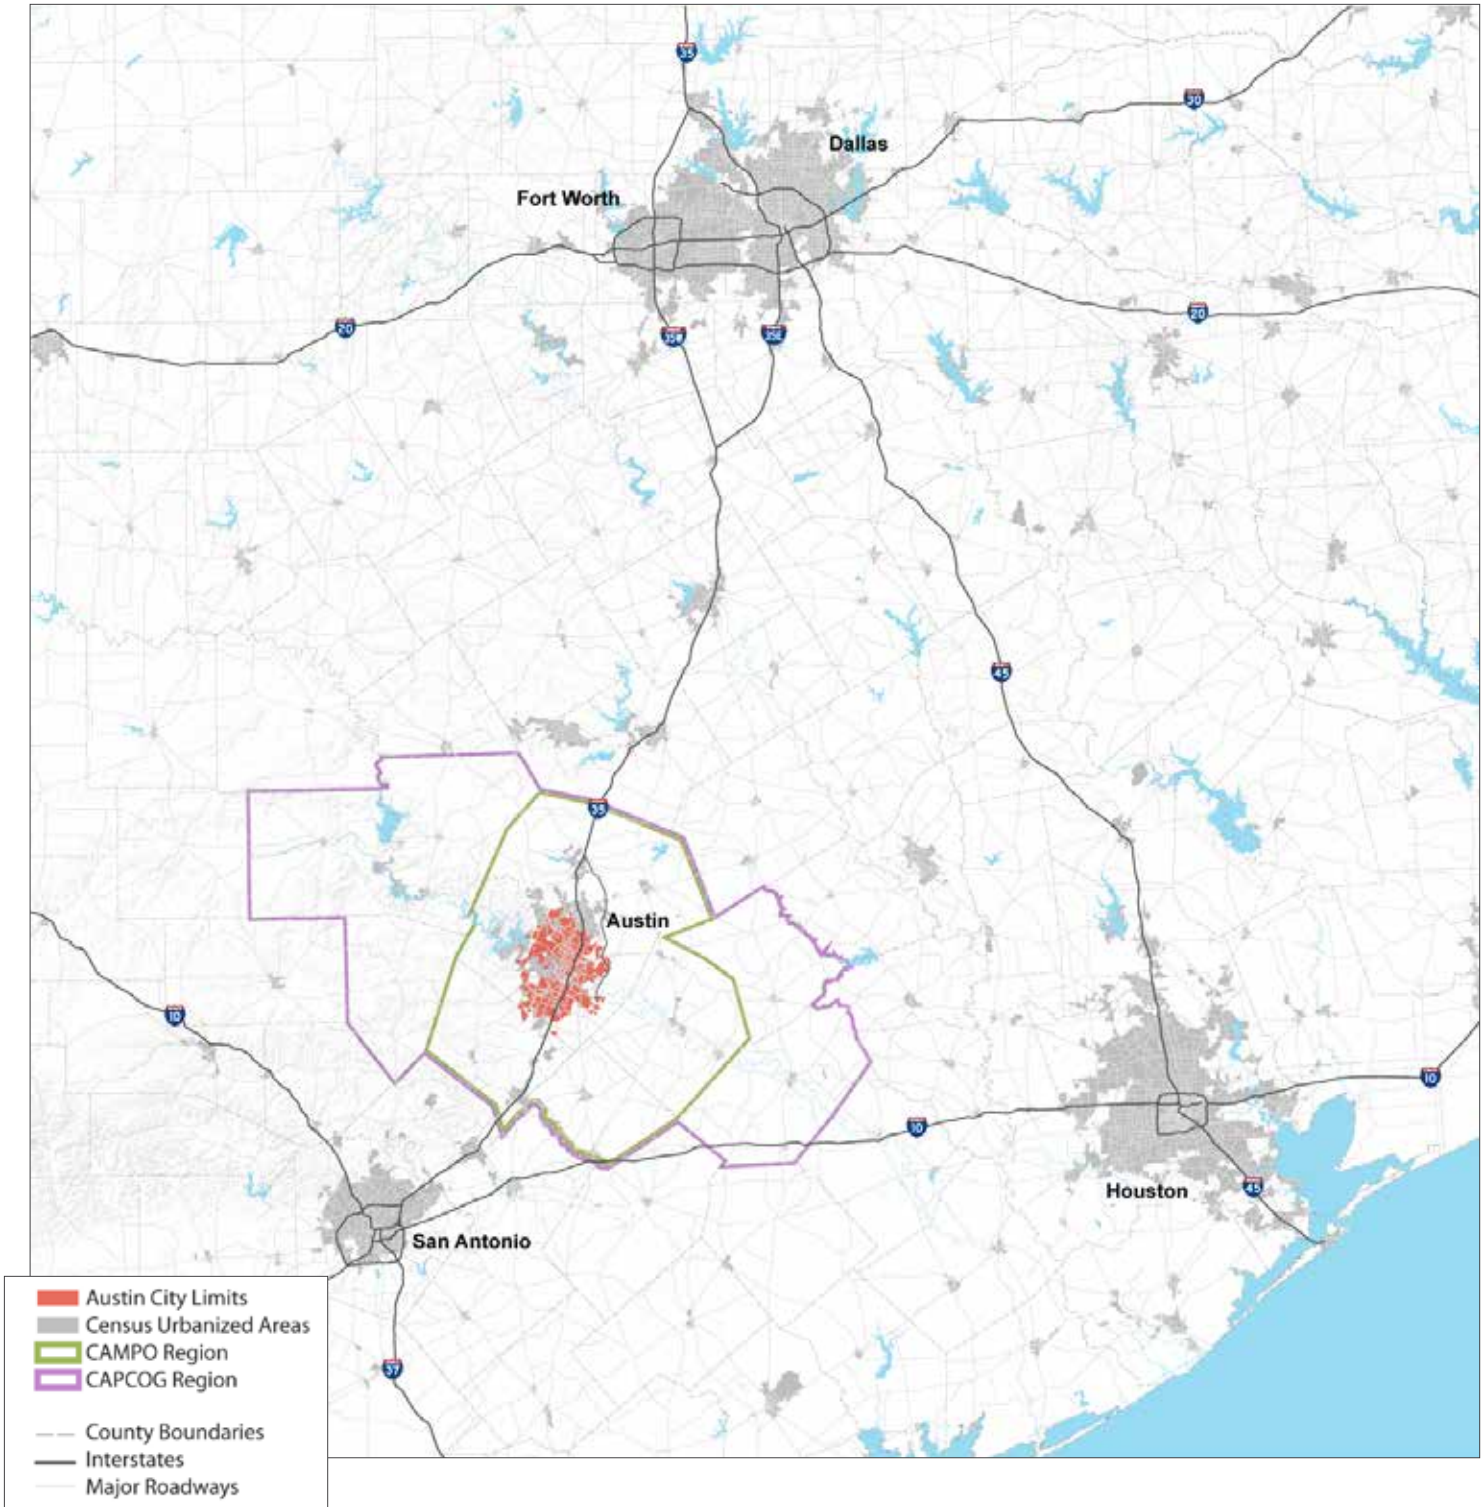 35
30
Dallas
Fort Worth
20
20
35W
35E
45
35
Austin
10
10
10
Houston
45
San Antonio
37
Austin City Limits
Census Urbanized Areas
CAMPO Region
CAPCOG Region
County Boundaries
Interstates
Major Roadways